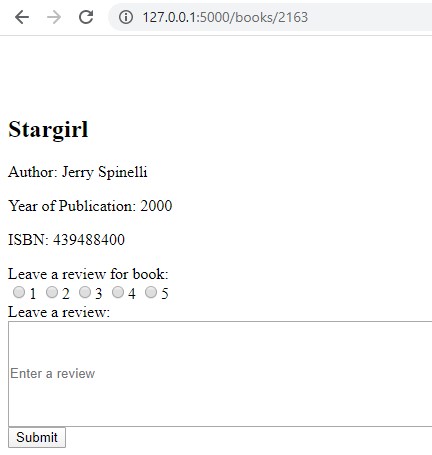 127.0.0.1:5000/books/2163
Stargirl
Author: Jerry Spinelli
Year of Publication: 2000
ISBN: 439488400
Leave a review for book:
1 2 3 4 5
Leave a review:
Enter a review
Submit